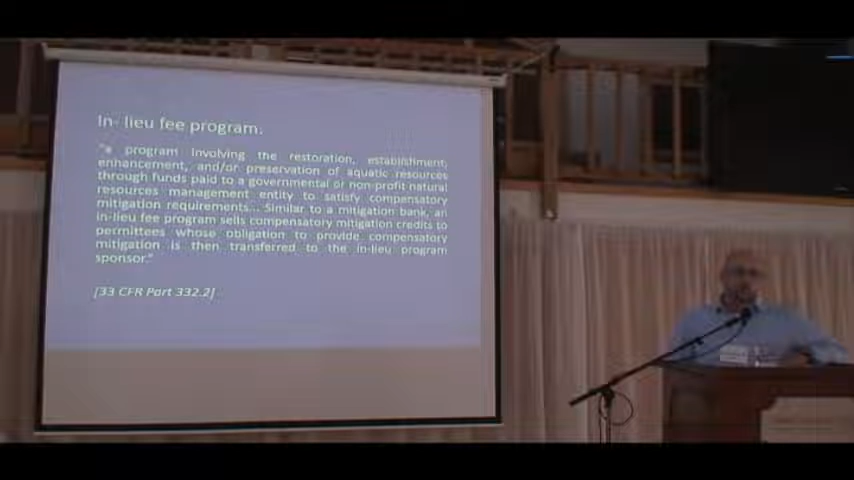 In- lieu fee program.
"a program involving the restoration, establishment,
enhancement, and/or preservation of aquatic resources
through funds paid to a governmental or non-profit natural
resources management entity to satisfy compensatory
mitigation requirements... Similar to a mitigation bank, an
in-lieu fee program sells compensatory mitigation credits to
permittees whose obligation to provide compensatory
mitigation is then transferred to the in-lieu program
sponsor."
[33 CFR Part 332.2]